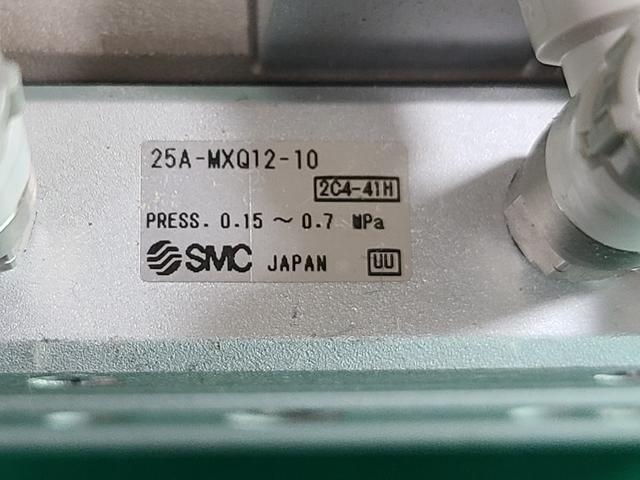 25A-MXQ12-10
2C4-41H
PRESS. 0.15 ~ 0.7 MPa
SMC JAPAN UU